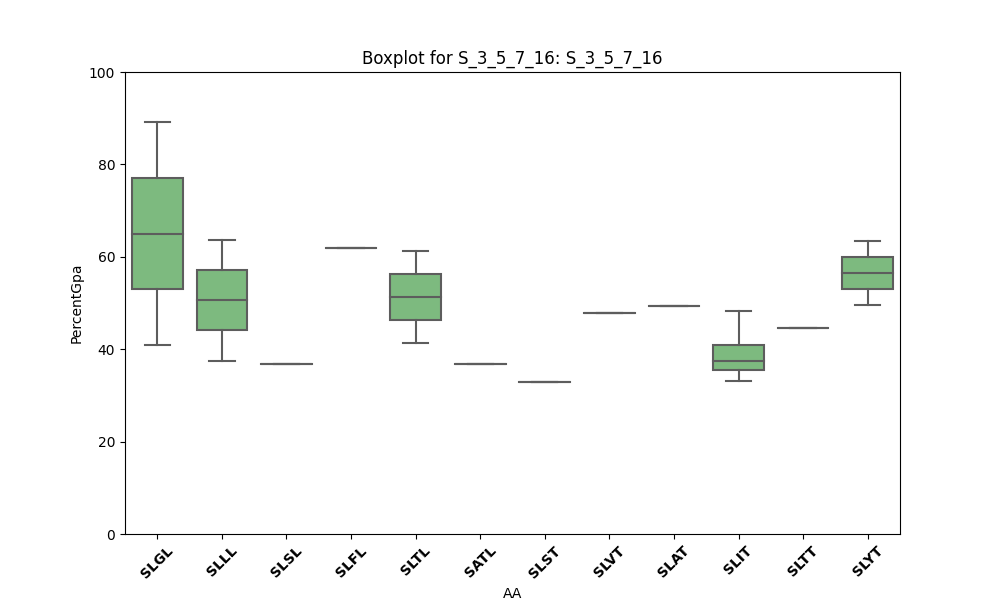 Boxplot for S_3_5_7_16: S_3_5_7_16
100
80
60
40
20
0
PercentGpa
SLGL SLLL SLSL SLFL SLTL SATL SLST SLVT SLAT SLIT SLTT SLYT
AA